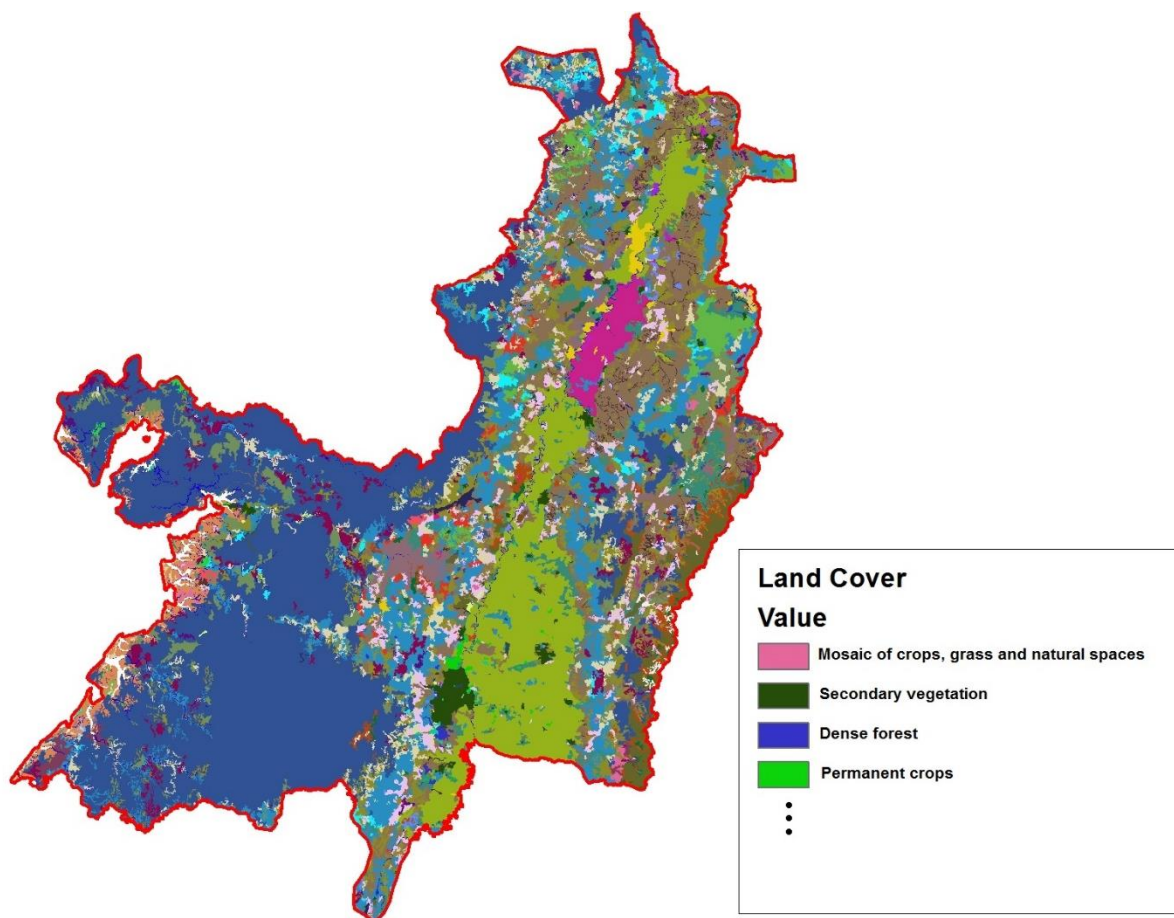 Land Cover
Value
Mosaic of crops, grass and natural spaces
Secondary vegetation
Dense forest
Permanent crops